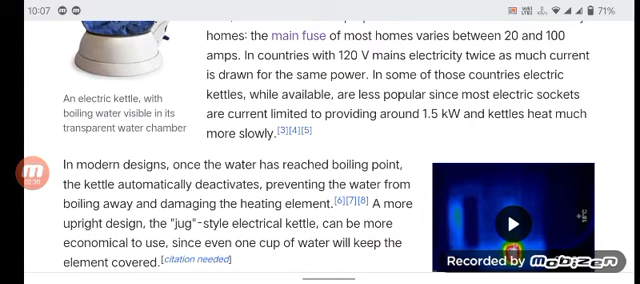 10:07
71%
homes: the main fuse of most homes varies between 20 and 100
amps. In countries with 120 V mains electricity twice as much current
is drawn for the same power. In some of those countries electric
kettles, while available, are less popular since most electric sockets
are current limited to providing around 1.5 kW and kettles heat much
more slowly.[3][4][5]
An electric kettle, with
boiling water visible in its
transparent water chamber
02:30
In modern designs, once the water has reached boiling point,
the kettle automatically deactivates, preventing the water from
boiling away and damaging the heating element.[6][7][8] A more
upright design, the "jug"-style electrical kettle, can be more
economical to use, since even one cup of water will keep the
element covered.[citation needed]
Recorded by Mobizen